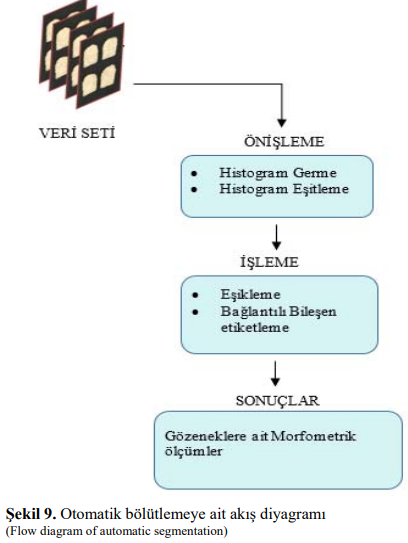 VERİ SETİ
ÖNİŞLEME
• Histogram Germe
• Histogram Eşitleme
İŞLEME
• Eşikleme
• Bağlantılı Bileşen
etiketleme
SONUÇLAR
Gözeneklere ait Morfometrik
ölçümler
Şekil 9. Otomatik bölütlemeye ait akış diyagramı
(Flow diagram of automatic segmentation)